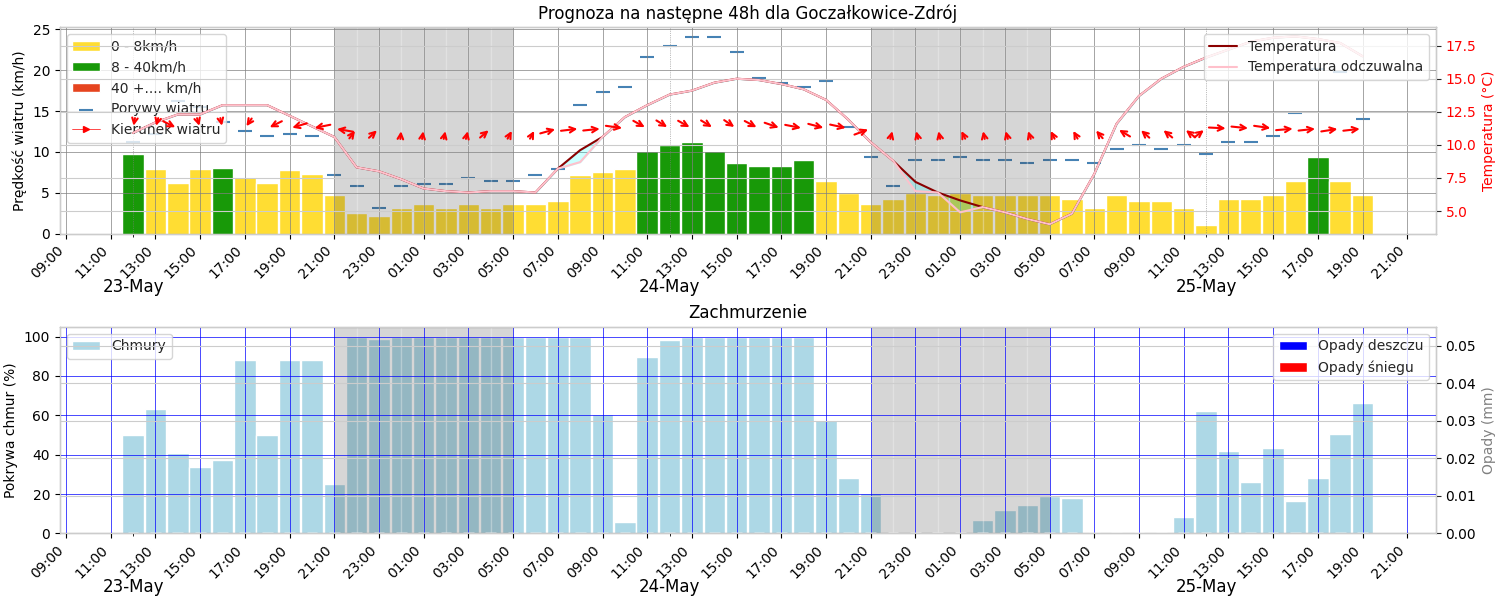 Prognoza na następne 48h dla Goczałkowice-Zdrój
Prędkość wiatru (km/h)
25
20
15
10
5
0
0 - 8km/h
8 - 40km/h
40 +.... km/h
Porywy wiatru
Kierunek wiatru
Temperatura
Temperatura odczuwalna
17.5
15.0
12.5
10.0
7.5
5.0
Temperatura (°C)
09:00 11:00 13:00 15:00 17:00 19:00 21:00 23:00 01:00 03:00 05:00 07:00 09:00 11:00 13:00 15:00 17:00 19:00 21:00 23:00 01:00 03:00 05:00 07:00 09:00 11:00 13:00 15:00 17:00 19:00 21:00
23-May 24-May 25-May
Zachmurzenie
Pokrywa chmur (%)
100
80
60
40
20
0
Chmury
Opady deszczu
Opady śniegu
0.05
0.04
0.03
0.02
0.01
0.00
Opady (mm)
09:00 11:00 13:00 15:00 17:00 19:00 21:00 23:00 01:00 03:00 05:00 07:00 09:00 11:00 13:00 15:00 17:00 19:00 21:00 23:00 01:00 03:00 05:00 07:00 09:00 11:00 13:00 15:00 17:00 19:00 21:00
23-May 24-May 25-May